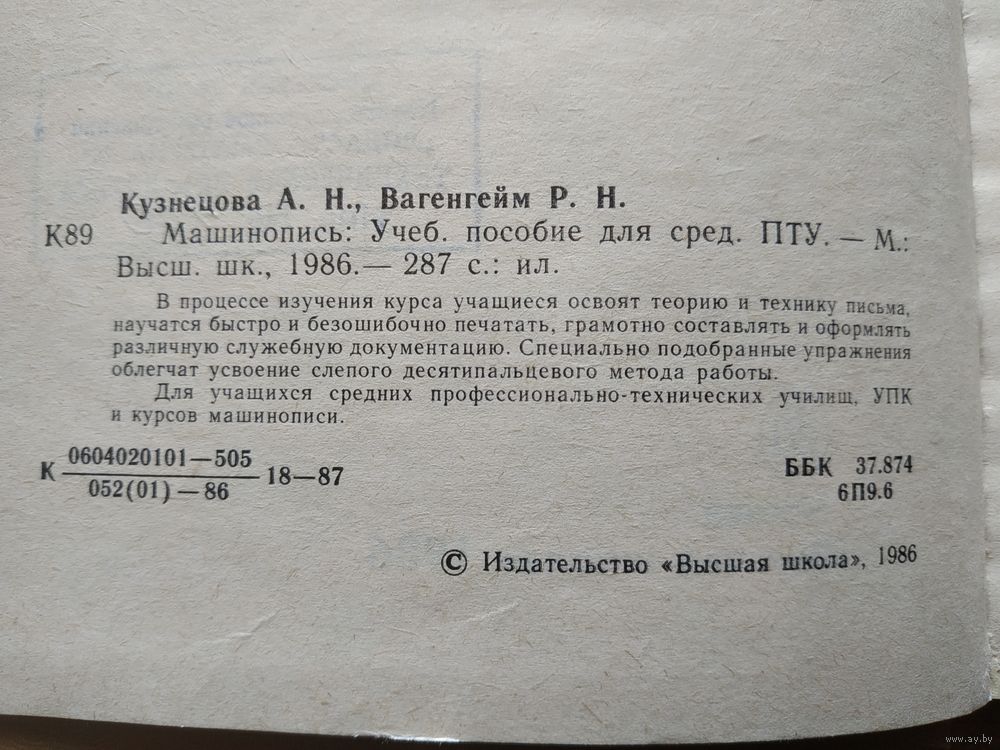 Кузнецова А. Н., Вагенгейм Р. Н.
К89 Машинопись: Учеб. пособие для сред. ПТУ. — М.:
Высш. шк., 1986.— 287 с.: ил.
В процессе изучения курса учащиеся освоят теорию и технику письма,
научатся быстро и безошибочно печатать, грамотно составлять и оформлять
различную служебную документацию. Специально подобранные упражнения
облегчат усвоение слепого десятипальцевого метода работы.
Для учащихся средних профессионально-технических училищ, УПК
и курсов машинописи.
К 0604020101—505 18—87
052(01)—86
ББК 37.874
6П9.6
© Издательство «Высшая школа», 1986
www.ay.by